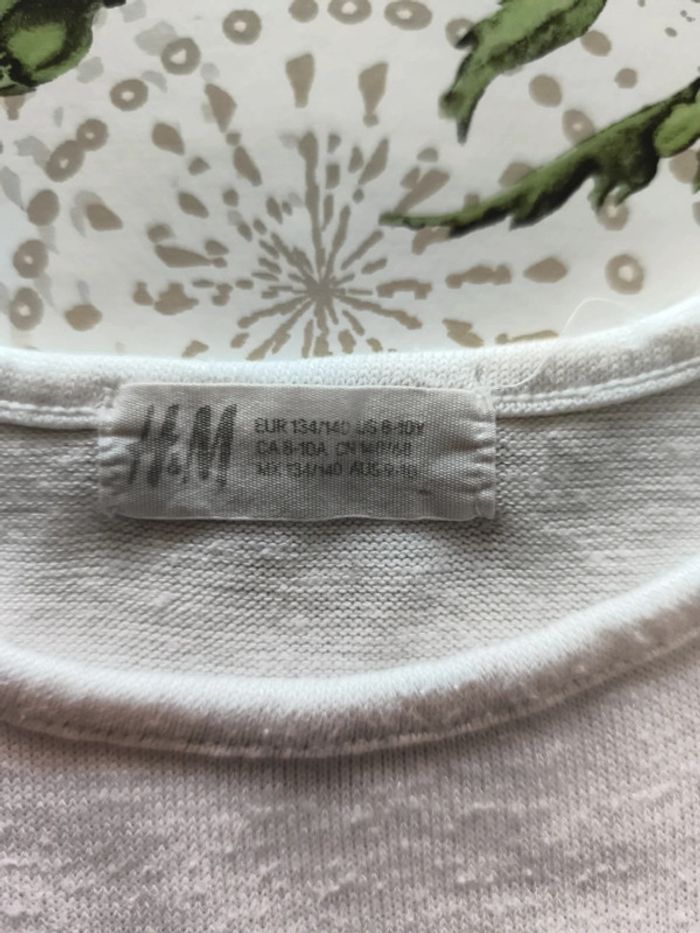 H&M
EUR 134/140 US 8-10Y
CA 8-10A CN 140/68
MX 134/140 AUS 9-10